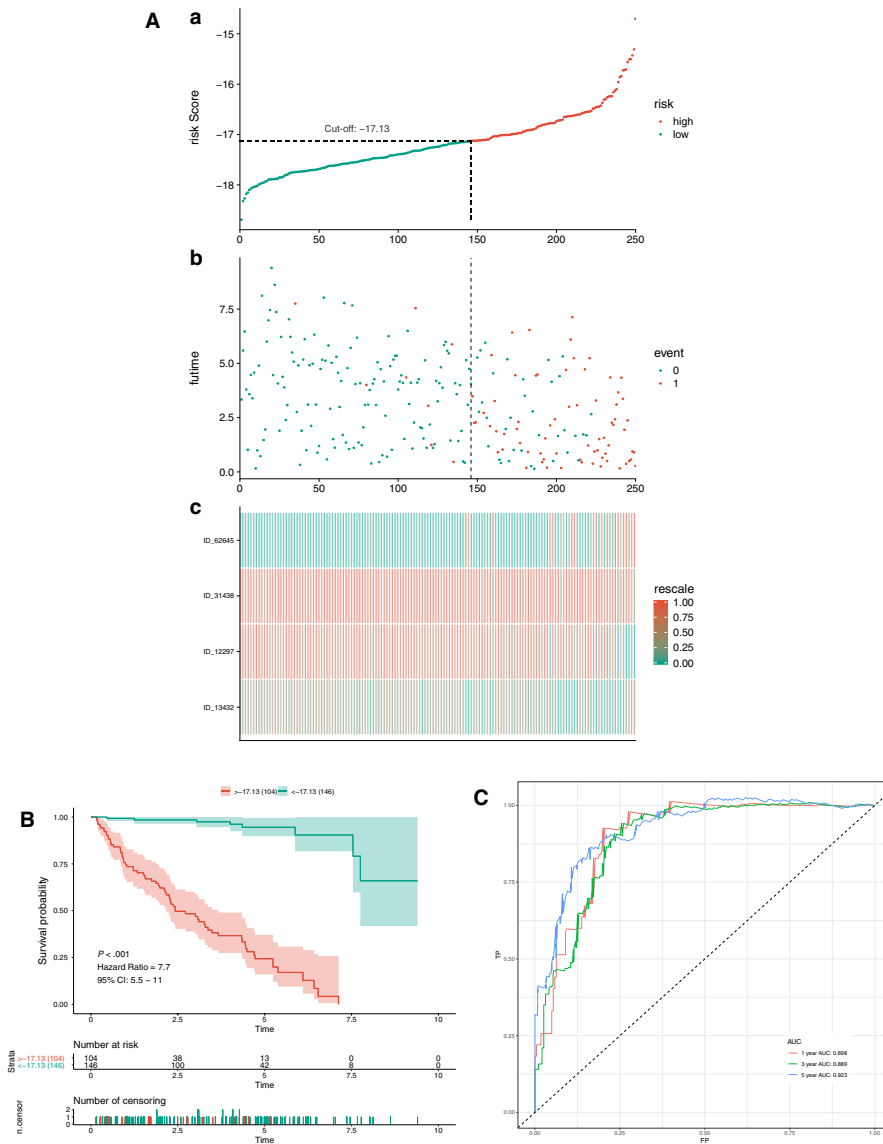 A
a
risk Score
−15
−16
−17
−18
Cut-off: −17.13
0 50 100 150 200 250
risk
high
low
b
futime
7.5
5.0
2.5
0.0
0 50 100 150 200 250
event
0
1
c
ID_62645
ID_31438
ID_12297
ID_13432
rescale
1.00
0.75
0.50
0.25
0.00
B
>−17.13 (104) <−17.13 (146)
Survival probability
1.00
0.75
0.50
0.25
0.00
P < .001
Hazard Ratio = 7.7
95% CI: 5.5 − 11
0 2.5 5 7.5 10
Time
Number at risk
Strata
>−17.13 (104) 104 38 13 0 0
<−17.13 (146) 146 100 42 8 0
0 2.5 5 7.5 10
Time
Number of censoring
n.censor
2
1
0
0 2.5 5 7.5 10
Time
C
TP
1.00
0.75
0.50
0.25
0.00
AUC
1 year AUC: 0.898
3 year AUC: 0.889
5 year AUC: 0.923
0.00 0.25 0.50 0.75 1.00
FP